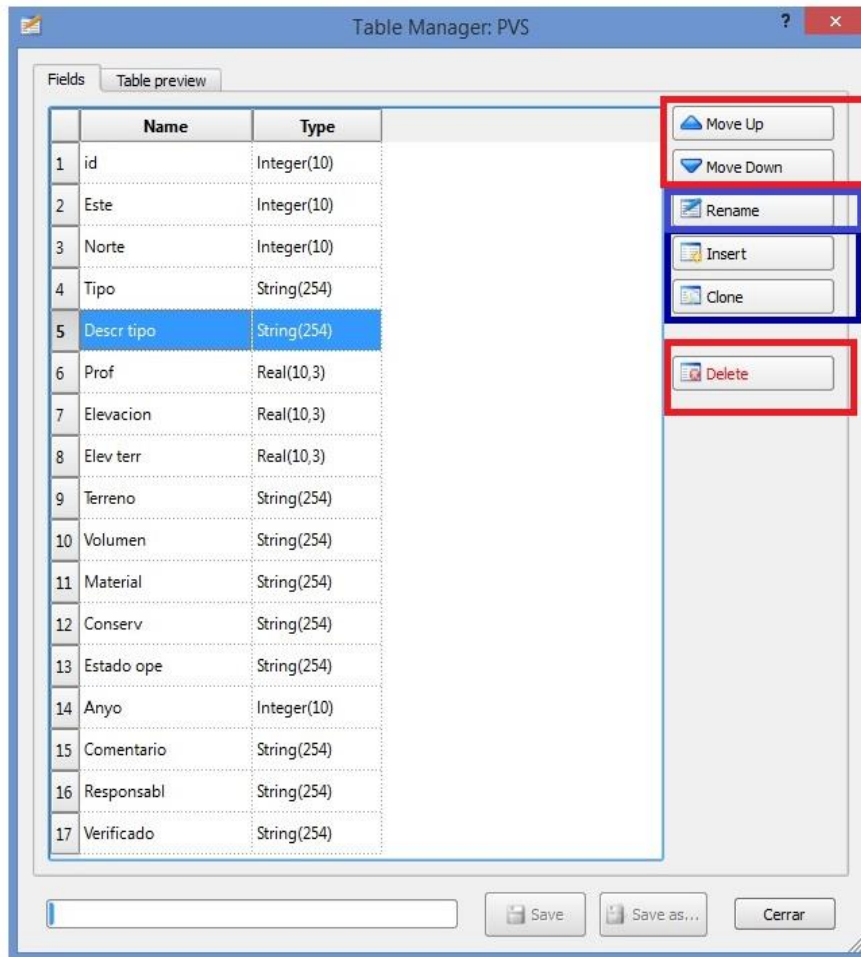 Table Manager: PVS
?
Fields Table preview
Name Type
1 id Integer(10)
2 Este Integer(10)
3 Norte Integer(10)
4 Tipo String(254)
5 Descr tipo String(254)
6 Prof Real(10,3)
7 Elevacion Real(10,3)
8 Elev terr Real(10,3)
9 Terreno String(254)
10 Volumen String(254)
11 Material String(254)
12 Conserv String(254)
13 Estado ope String(254)
14 Anyo Integer(10)
15 Comentario String(254)
16 Responsabl String(254)
17 Verificado String(254)
Move Up
Move Down
Rename
Insert
Clone
Delete
Save Save as... Cerrar